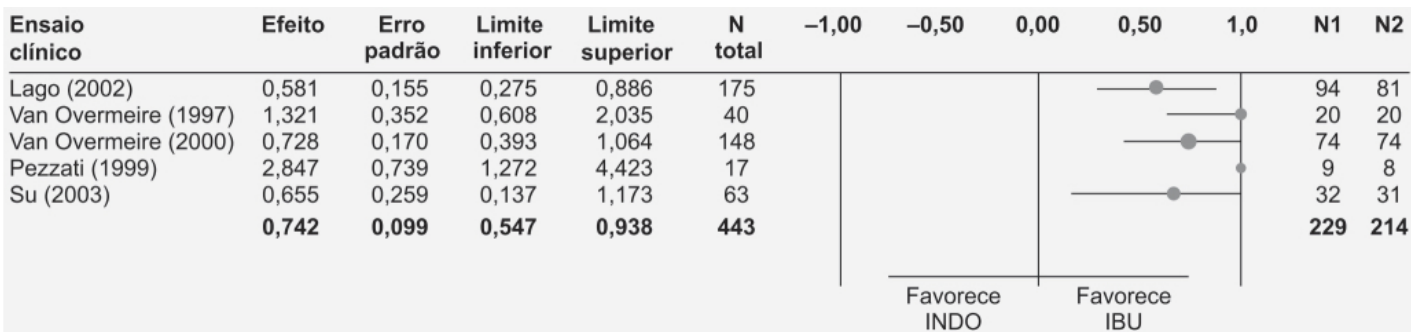 Ensaio clínico Efeito Erro padrão Limite inferior Limite superior N total –1,00 –0,50 0,00 0,50 1,0 N1 N2
Lago (2002) 0,581 0,155 0,275 0,886 175 94 81
Van Overmeire (1997) 1,321 0,352 0,608 2,035 40 20 20
Van Overmeire (2000) 0,728 0,170 0,393 1,064 148 74 74
Pezzati (1999) 2,847 0,739 1,272 4,423 17 9 8
Su (2003) 0,655 0,259 0,137 1,173 63 32 31
0,742 0,099 0,547 0,938 443 229 214
Favorece Favorece
INDO IBU